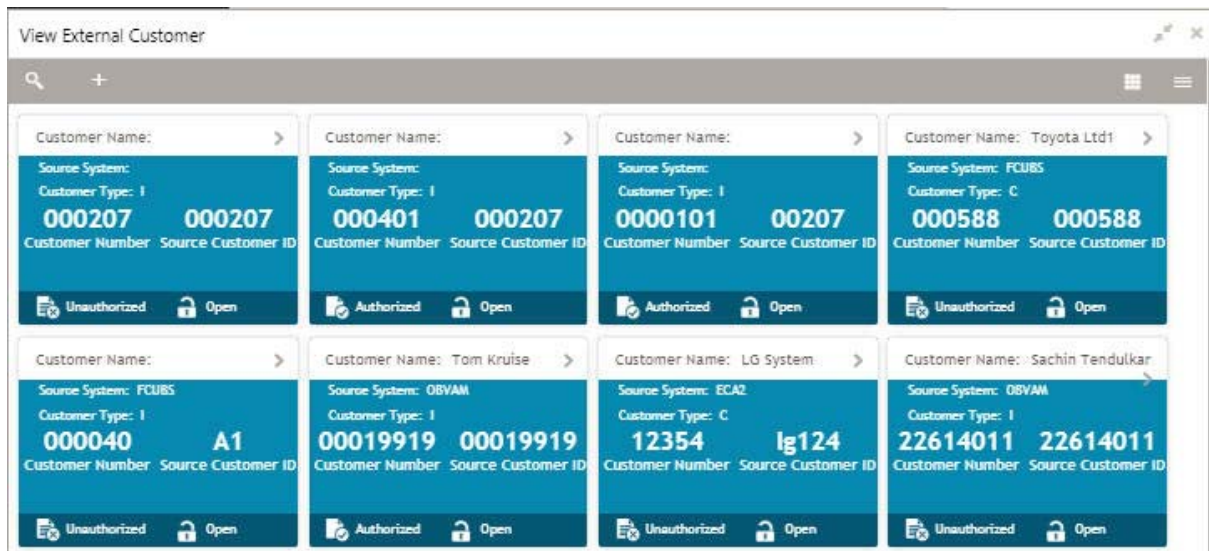 View External Customer
Customer Name:
Source System:
Customer Type: I
000207 000207
Customer Number Source Customer ID
Unauthorized Open
Customer Name:
Source System:
Customer Type: I
000401 000207
Customer Number Source Customer ID
Authorized Open
Customer Name:
Source System:
Customer Type: I
0000101 00207
Customer Number Source Customer ID
Authorized Open
Customer Name: Toyota Ltd1
Source System: FCUBS
Customer Type: C
000588 000588
Customer Number Source Customer ID
Unauthorized Open
Customer Name:
Source System: FCUBS
Customer Type: I
000040 A1
Customer Number Source Customer ID
Unauthorized Open
Customer Name: Tom Kruise
Source System: OBVAM
Customer Type: I
00019919 00019919
Customer Number Source Customer ID
Authorized Open
Customer Name: LG System
Source System: ECA2
Customer Type: C
12354 lg124
Customer Number Source Customer ID
Unauthorized Open
Customer Name: Sachin Tendulkar
Source System: OBVAM
Customer Type: I
22614011 22614011
Customer Number Source Customer ID
Unauthorized Open